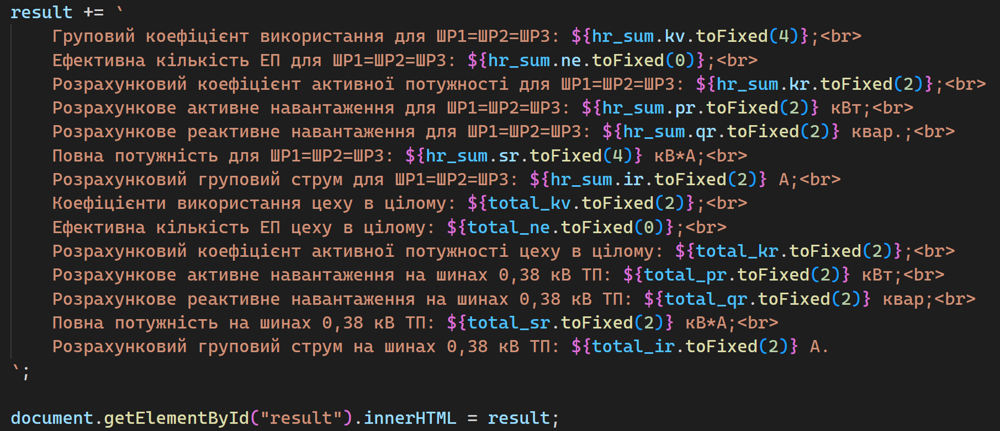 result += `
Груповий коефіцієнт використання для ШР1=ШР2=ШР3: ${hr_sum.kv.toFixed(4)};<br>
Ефективна кількість ЕП для ШР1=ШР2=ШР3: ${hr_sum.ne.toFixed(0)};<br>
Розрахунковий коефіцієнт активної потужності для ШР1=ШР2=ШР3: ${hr_sum.kr.toFixed(2)};<br>
Розрахункове активне навантаження для ШР1=ШР2=ШР3: ${hr_sum.pr.toFixed(2)} кВт;<br>
Розрахункове реактивне навантаження для ШР1=ШР2=ШР3: ${hr_sum.qr.toFixed(2)} квар.;<br>
Повна потужність для ШР1=ШР2=ШР3: ${hr_sum.sr.toFixed(4)} кВ*А;<br>
Розрахунковий груповий струм для ШР1=ШР2=ШР3: ${hr_sum.ir.toFixed(2)} А;<br>
Коефіцієнти використання цеху в цілому: ${total_kv.toFixed(2)};<br>
Ефективна кількість ЕП цеху в цілому: ${total_ne.toFixed(0)};<br>
Розрахунковий коефіцієнт активної потужності цеху в цілому: ${total_kr.toFixed(2)};<br>
Розрахункове активне навантаження на шинах 0,38 кВ ТП: ${total_pr.toFixed(2)} кВт;<br>
Розрахункове реактивне навантаження на шинах 0,38 кВ ТП: ${total_qr.toFixed(2)} квар;<br>
Повна потужність на шинах 0,38 кВ ТП: ${total_sr.toFixed(2)} кВ*А;<br>
Розрахунковий груповий струм на шинах 0,38 кВ ТП: ${total_ir.toFixed(2)} А.
`;
document.getElementById("result").innerHTML = result;